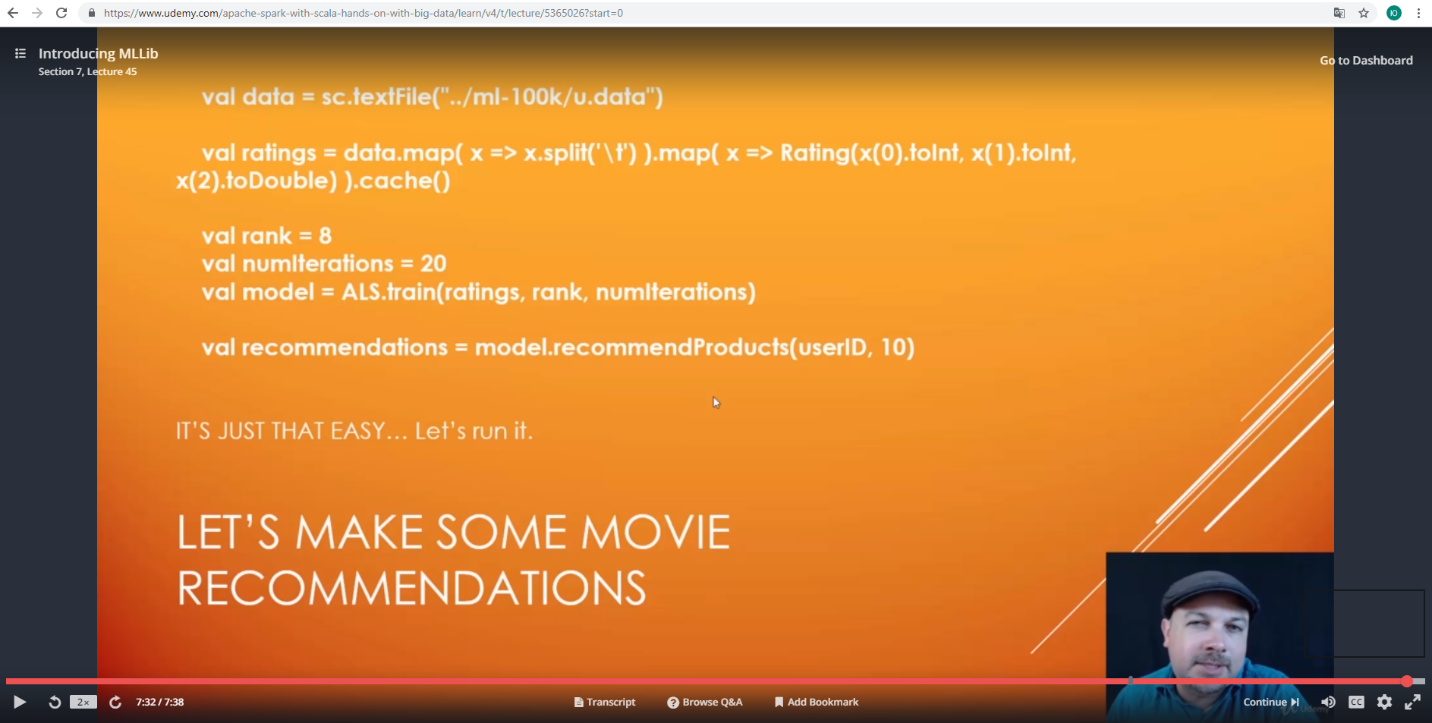 https://www.udemy.com/apache-spark-with-scala-hands-on-with-big-data/learn/v4/t/lecture/5365026?start=0
Ю
Introducing MLLib
Section 7, Lecture 45
Go to Dashboard
val data = sc.textFile("../ml-100k/u.data")
val ratings = data.map( x => x.split('\t') ).map( x => Rating(x(0).toInt, x(1).toInt,
x(2).toDouble) ).cache()
val rank = 8
val numIterations = 20
val model = ALS.train(ratings, rank, numIterations)
val recommendations = model.recommendProducts(userID, 10)
IT'S JUST THAT EASY... Let's run it.
LET'S MAKE SOME MOVIE
RECOMMENDATIONS
2×
7:32 / 7:38
Transcript
Browse Q&A
Add Bookmark
Continue
CC